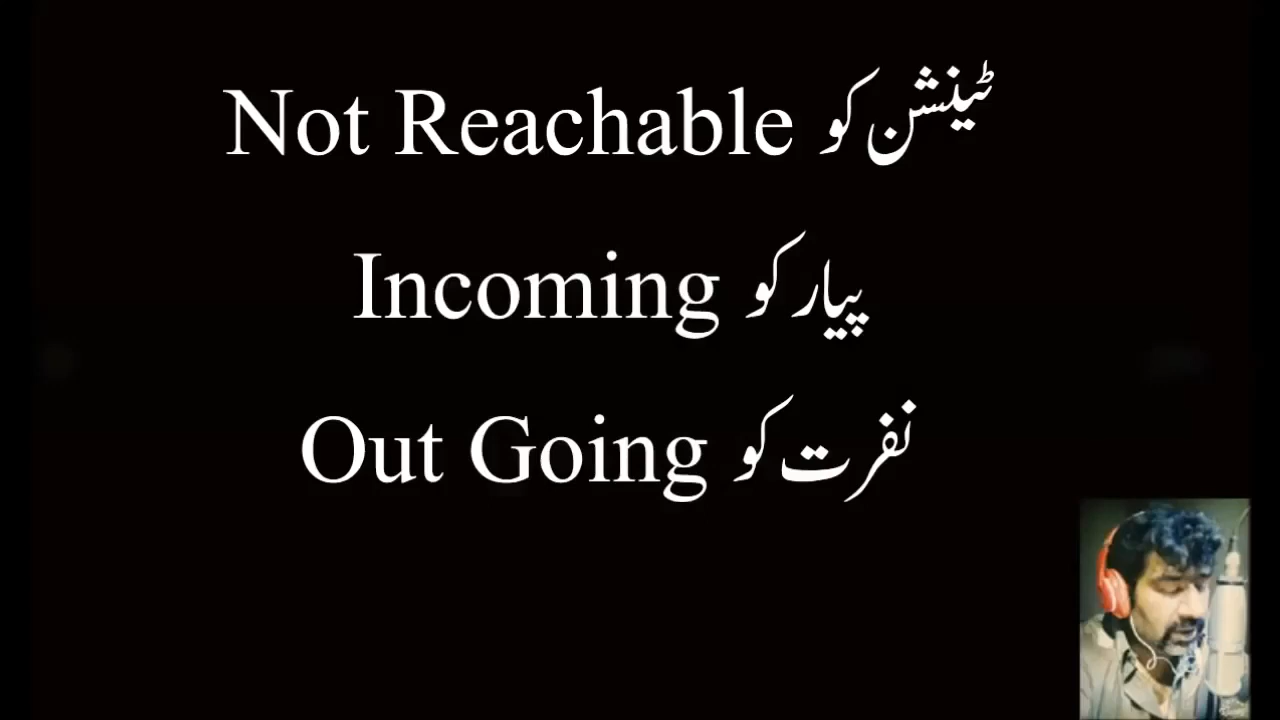 ٹینشن کو Not Reachable
پیار کو Incoming
نفرت کو Out Going